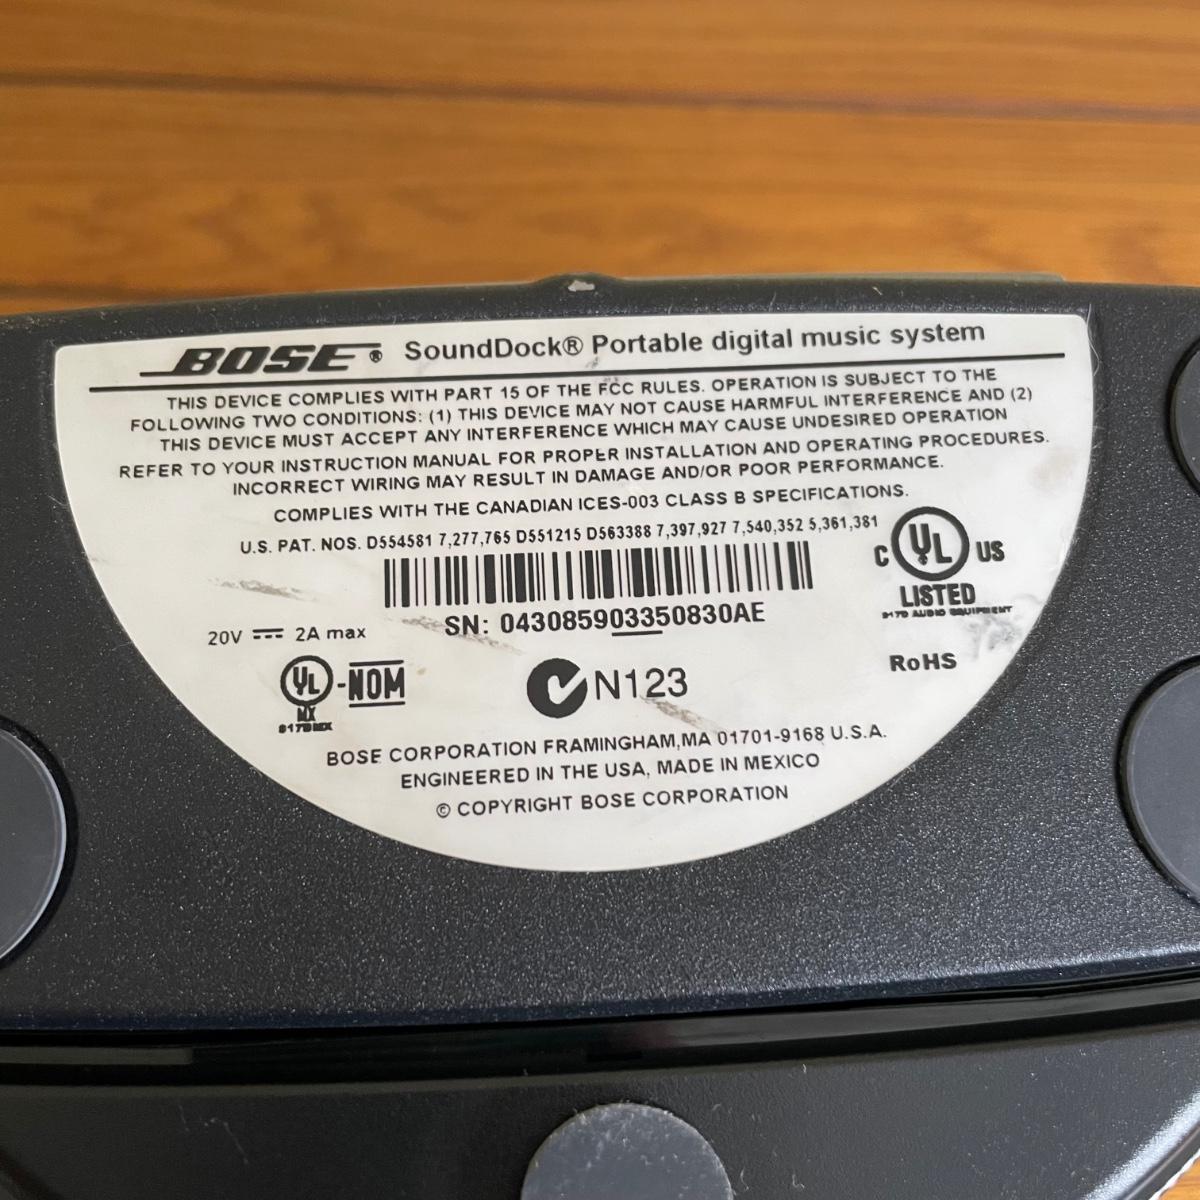 BOSE® SoundDock® Portable digital music system
THIS DEVICE COMPLIES WITH PART 15 OF THE FCC RULES. OPERATION IS SUBJECT TO THE
FOLLOWING TWO CONDITIONS: (1) THIS DEVICE MAY NOT CAUSE HARMFUL INTERFERENCE AND (2)
THIS DEVICE MUST ACCEPT ANY INTERFERENCE WHICH MAY CAUSE UNDESIRED OPERATION
REFER TO YOUR INSTRUCTION MANUAL FOR PROPER INSTALLATION AND OPERATING PROCEDURES.
INCORRECT WIRING MAY RESULT IN DAMAGE AND/OR POOR PERFORMANCE.
COMPLIES WITH THE CANADIAN ICES-003 CLASS B SPECIFICATIONS.
U.S. PAT. NOS. D554581 7,277,765 D551215 D563388 7,397,927 7,540,352 5,361,381
C UL US
LISTED
917D AUDIO EQUIPMENT
SN: 043085903350830AE
20V 2A max
RoHS
UL-NOM
MX
N123
BOSE CORPORATION FRAMINGHAM,MA 01701-9168 U.S.A.
ENGINEERED IN THE USA, MADE IN MEXICO
© COPYRIGHT BOSE CORPORATION